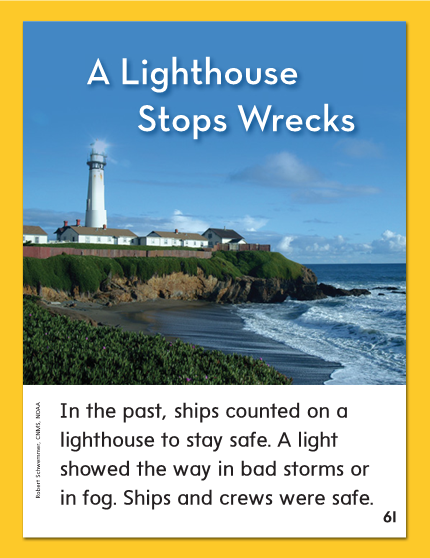 A Lighthouse
Stops Wrecks
Robert Schwemmer, CNMS, NOAA
In the past, ships counted on a
lighthouse to stay safe. A light
showed the way in bad storms or
in fog. Ships and crews were safe.
61